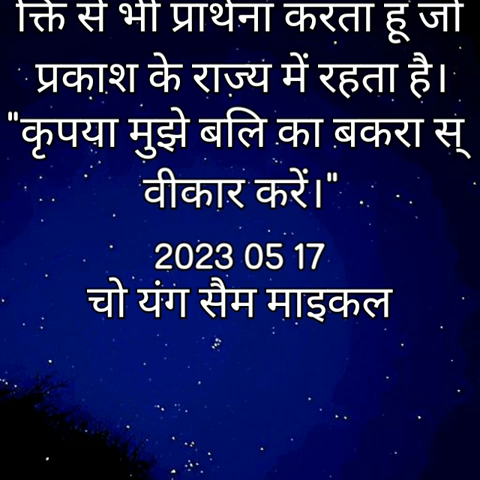 क्ति से भी प्रार्थना करता हूं जो
प्रकाश के राज्य में रहता है।
"कृपया मुझे बलि का बकरा स्
वीकार करें।"
2023 05 17
चो यंग सैम माइकल